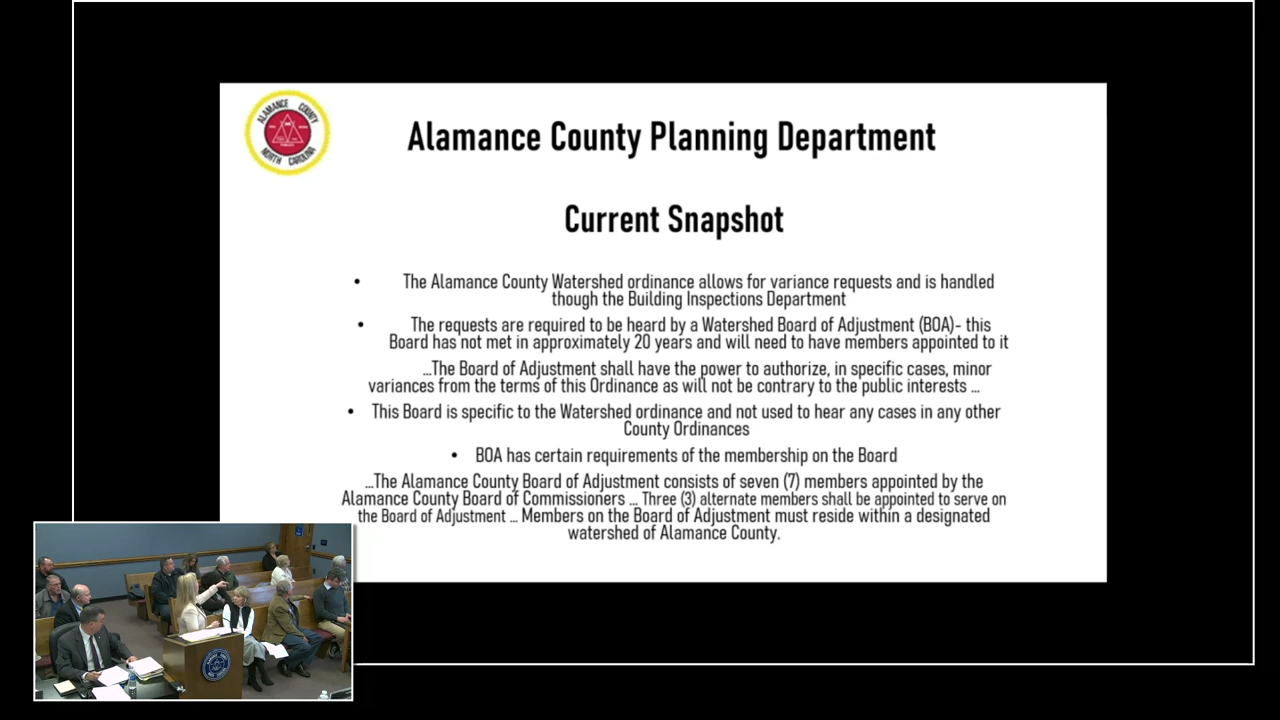 ALAMANCE COUNTY
NORTH CAROLINA
Alamance County Planning Department
Current Snapshot
• The Alamance County Watershed ordinance allows for variance requests and is handled
though the Building Inspections Department
• The requests are required to be heard by a Watershed Board of Adjustment (BOA)- this
Board has not met in approximately 20 years and will need to have members appointed to it
...The Board of Adjustment shall have the power to authorize, in specific cases, minor
variances from the terms of this Ordinance as will not be contrary to the public interests ...
• This Board is specific to the Watershed ordinance and not used to hear any cases in any other
County Ordinances
• BOA has certain requirements of the membership on the Board
...The Alamance County Board of Adjustment consists of seven (7) members appointed by the
Alamance County Board of Commissioners ... Three (3) alternate members shall be appointed to serve on
the Board of Adjustment ... Members on the Board of Adjustment must reside within a designated
watershed of Alamance County.